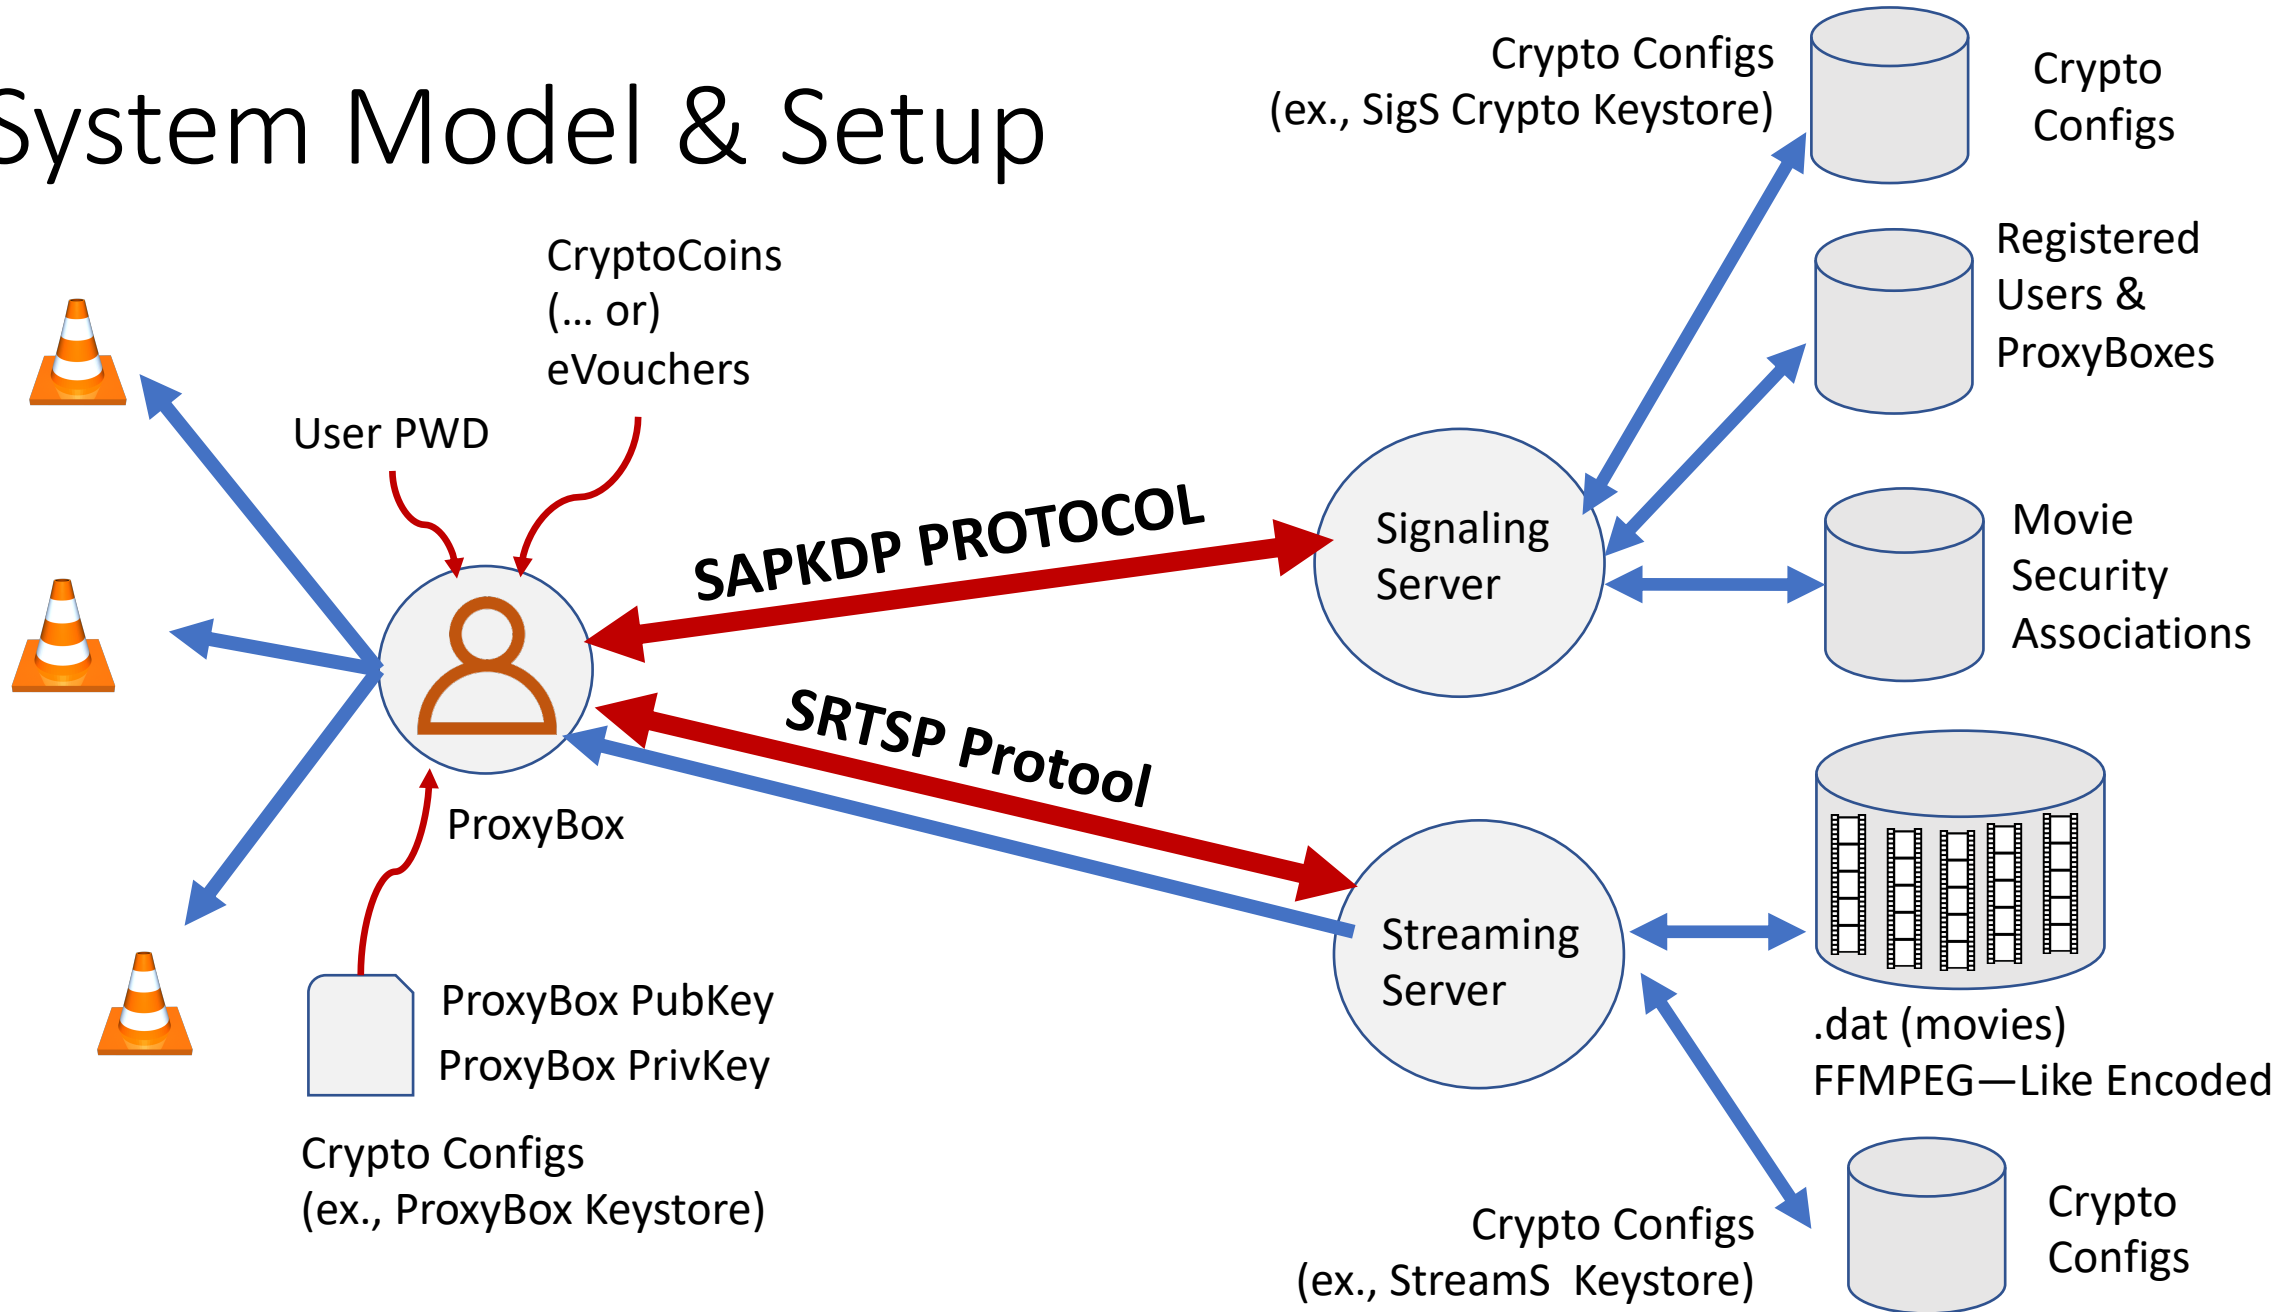 System Model & Setup
Crypto Configs
(ex., SigS Crypto Keystore)
Crypto
Configs
Registered
Users &
ProxyBoxes
CryptoCoins
(... or)
eVouchers
User PWD
SAPKDP PROTOCOL
Signaling
Server
Movie
Security
Associations
SRTSP Protool
ProxyBox
Streaming
Server
ProxyBox PubKey
ProxyBox PrivKey
.dat (movies)
FFMPEG—Like Encoded
Crypto Configs
(ex., ProxyBox Keystore)
Crypto Configs
(ex., StreamS  Keystore)
Crypto
Configs